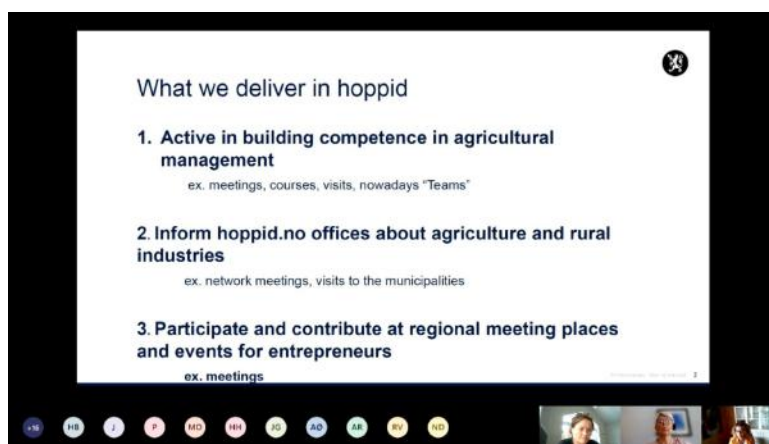 What we deliver in hoppid
1. Active in building competence in agricultural
management
ex. meetings, courses, visits, nowadays “Teams”
2. Inform hoppid.no offices about agriculture and rural
industries
ex. network meetings, visits to the municipalities
3. Participate and contribute at regional meeting places
and events for entrepreneurs
ex. meetings
2
+16 HB J P MO HH JG AØ AR RV ND